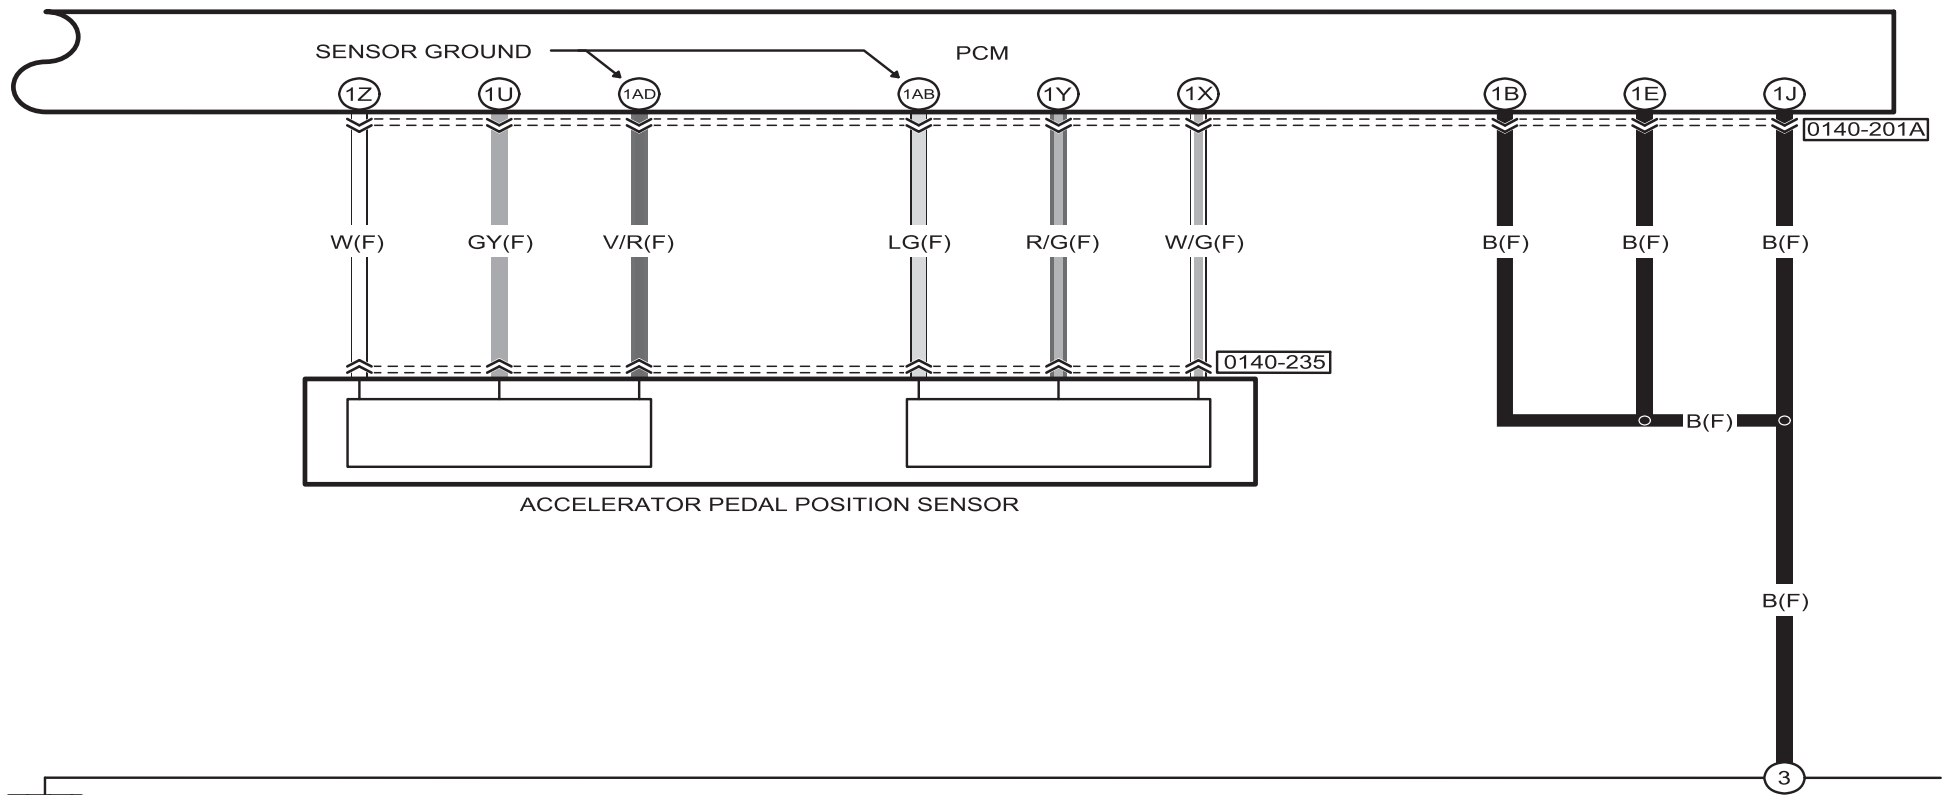 SENSOR GROUND PCM
1Z 1U 1AD 1AB 1Y 1X 1B 1E 1J
0140-201A
W(F) GY(F) V/R(F) LG(F) R/G(F) W/G(F) B(F) B(F) B(F)
0140-235
B(F)
ACCELERATOR PEDAL POSITION SENSOR
B(F)
3